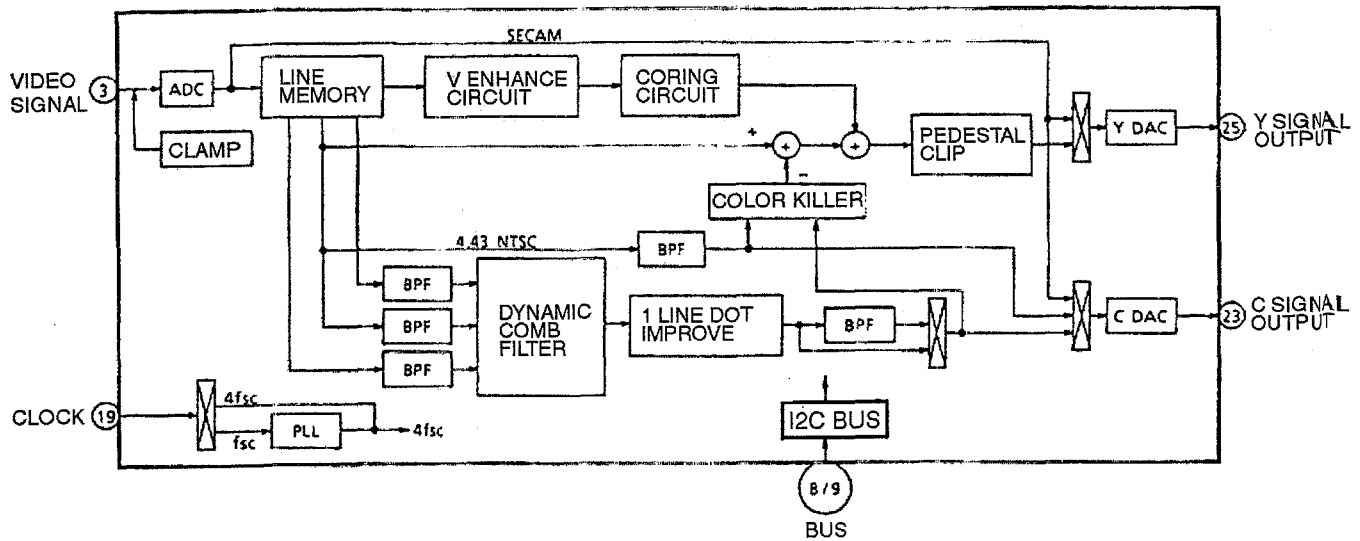 SECAM
VIDEO
SIGNAL
3
ADC
LINE
MEMORY
V ENHANCE
CIRCUIT
CORING
CIRCUIT
CLAMP
+
+
+
-
PEDESTAL
CLIP
Y DAC
25
Y SIGNAL
OUTPUT
COLOR KILLER
4.43 NTSC
BPF
BPF
BPF
BPF
DYNAMIC
COMB
FILTER
1 LINE DOT
IMPROVE
BPF
C DAC
23
C SIGNAL
OUTPUT
CLOCK
19
4fsc
fsc
PLL
4fsc
I2C BUS
8/9
BUS